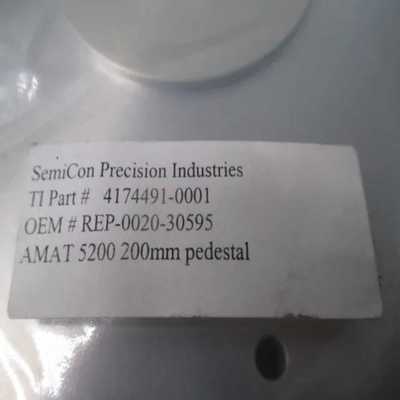 SemiCon Precision Industries
TI Part # 4174491-0001
OEM # REP-0020-30595
AMAT 5200 200mm pedestal